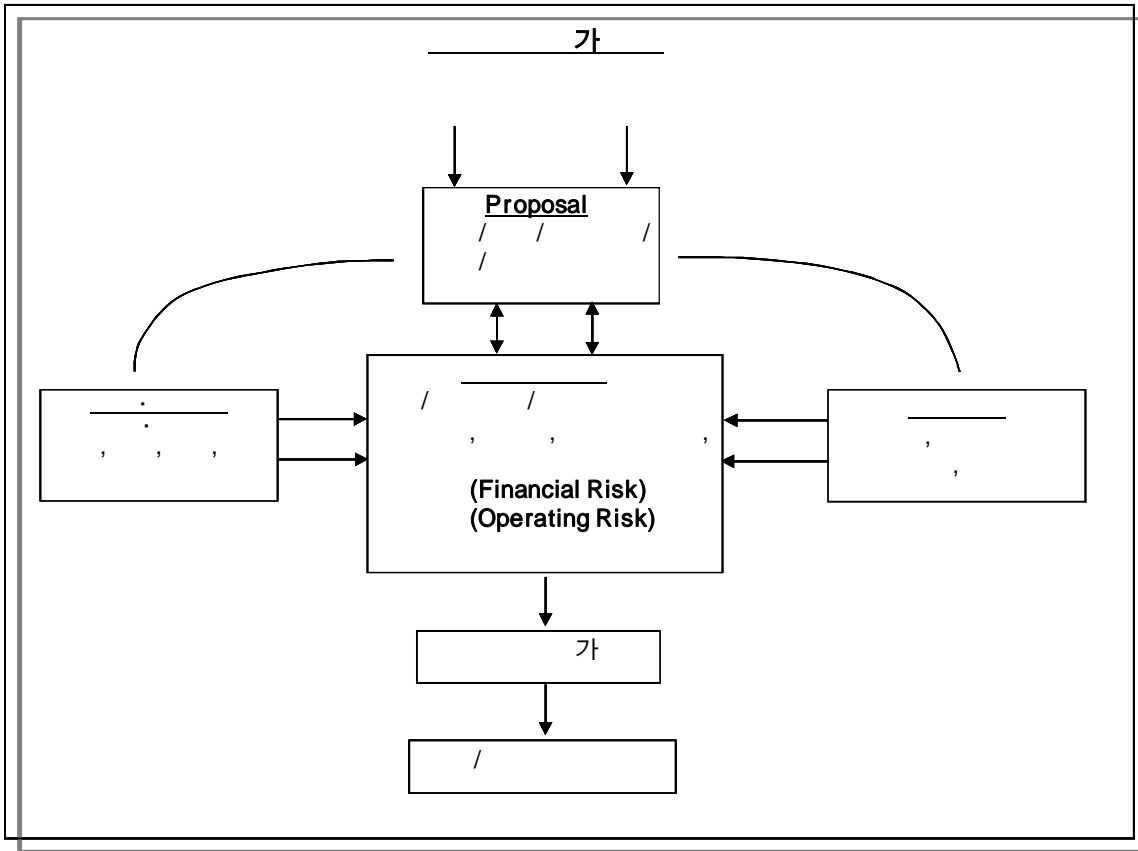 가
Proposal
/ / /
/
/ /
, , ,
(Financial Risk)
(Operating Risk)
·
·
, , ,
,
,
가
/